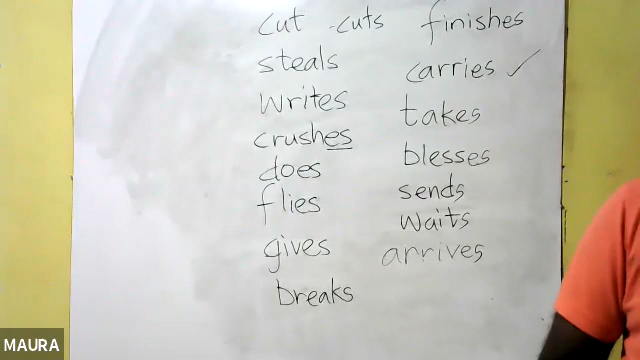 cut - cuts
steals
writes
crushes
does
flies
gives
breaks
finishes
carries ✓
takes
blesses
sends
waits
arrives
MAURA